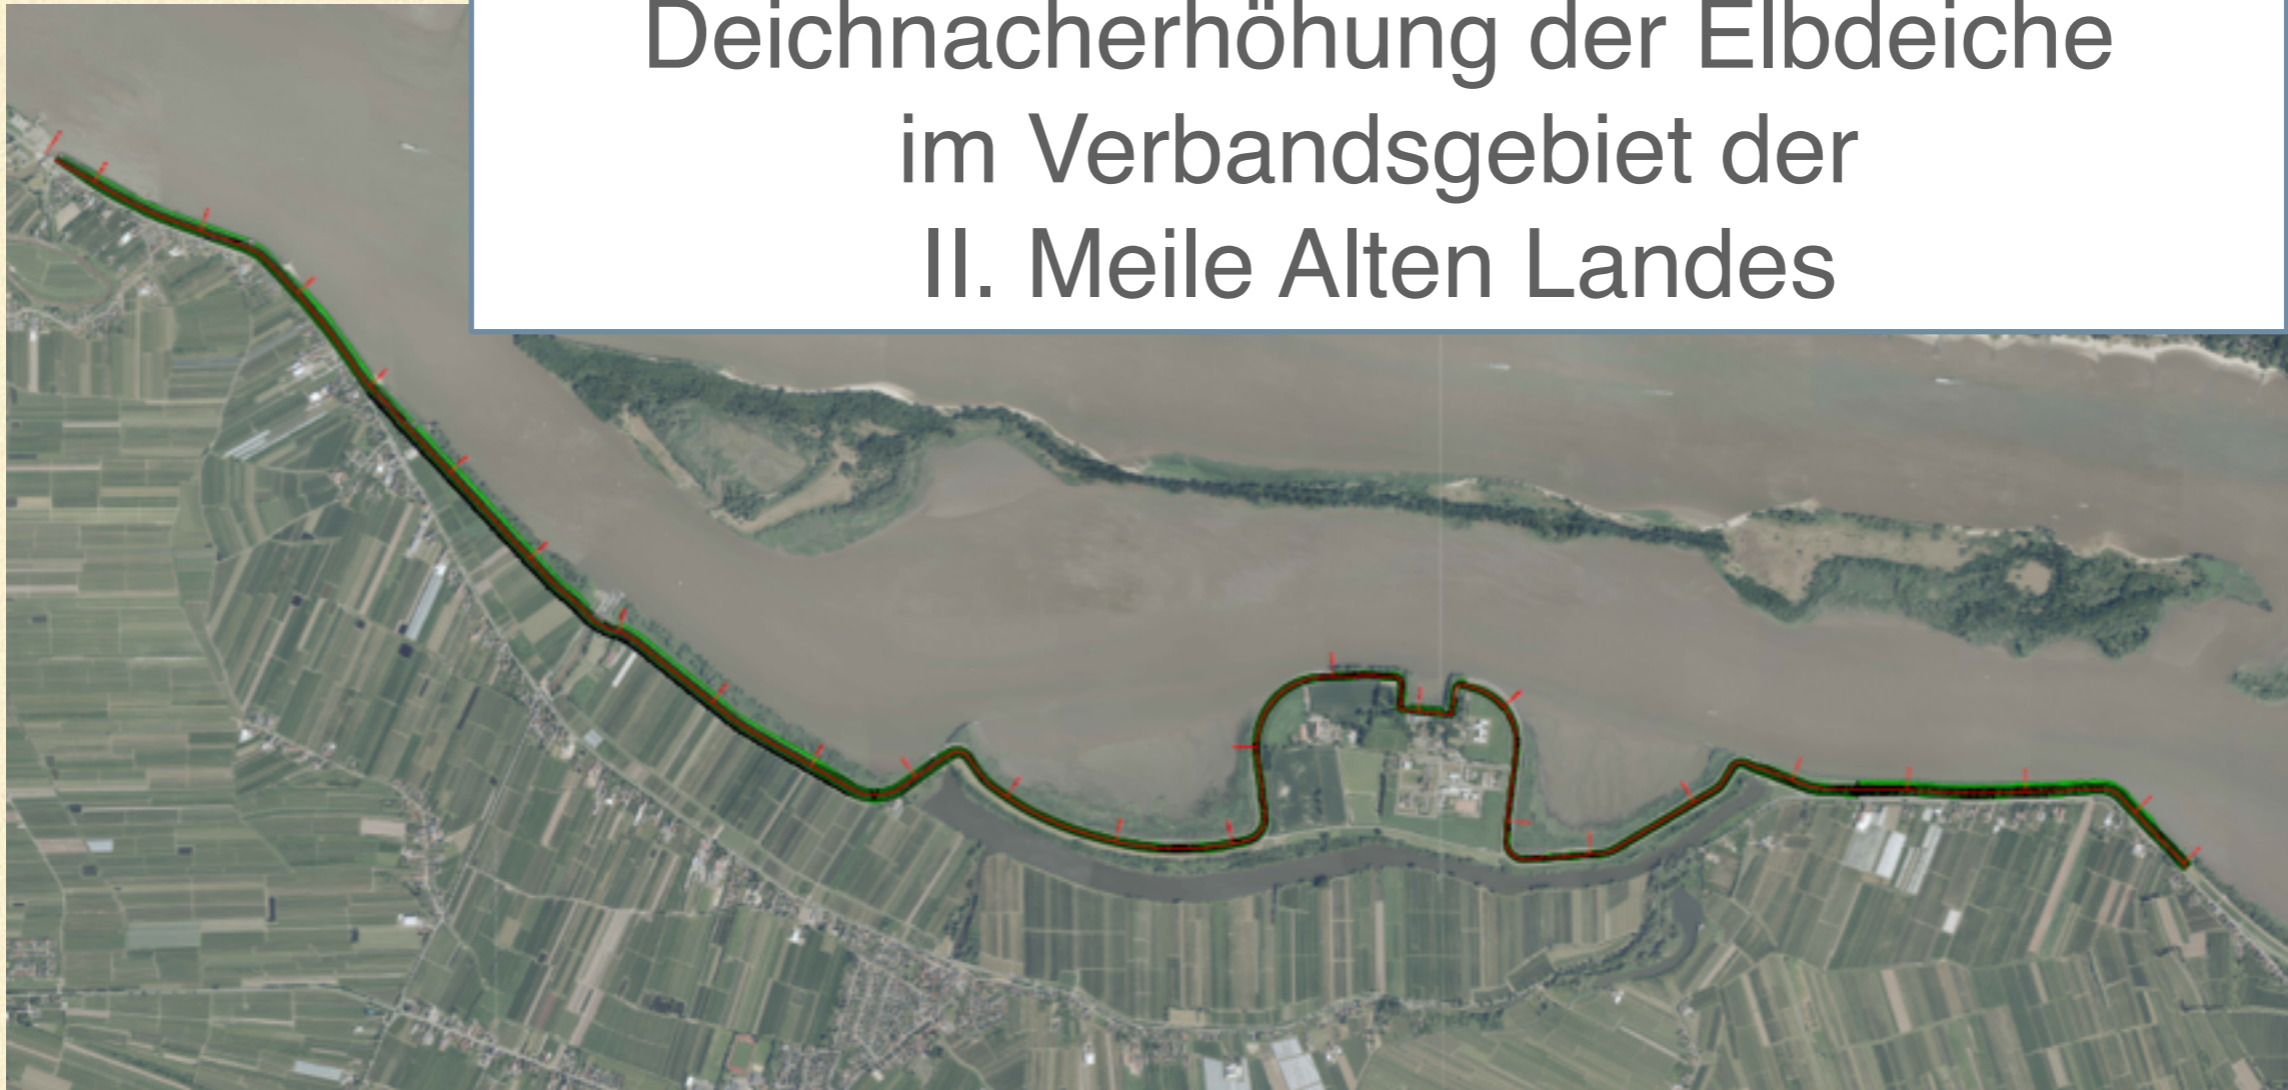 Deichnacherhöhung der Elbdeiche
im Verbandsgebiet der
II. Meile Alten Landes